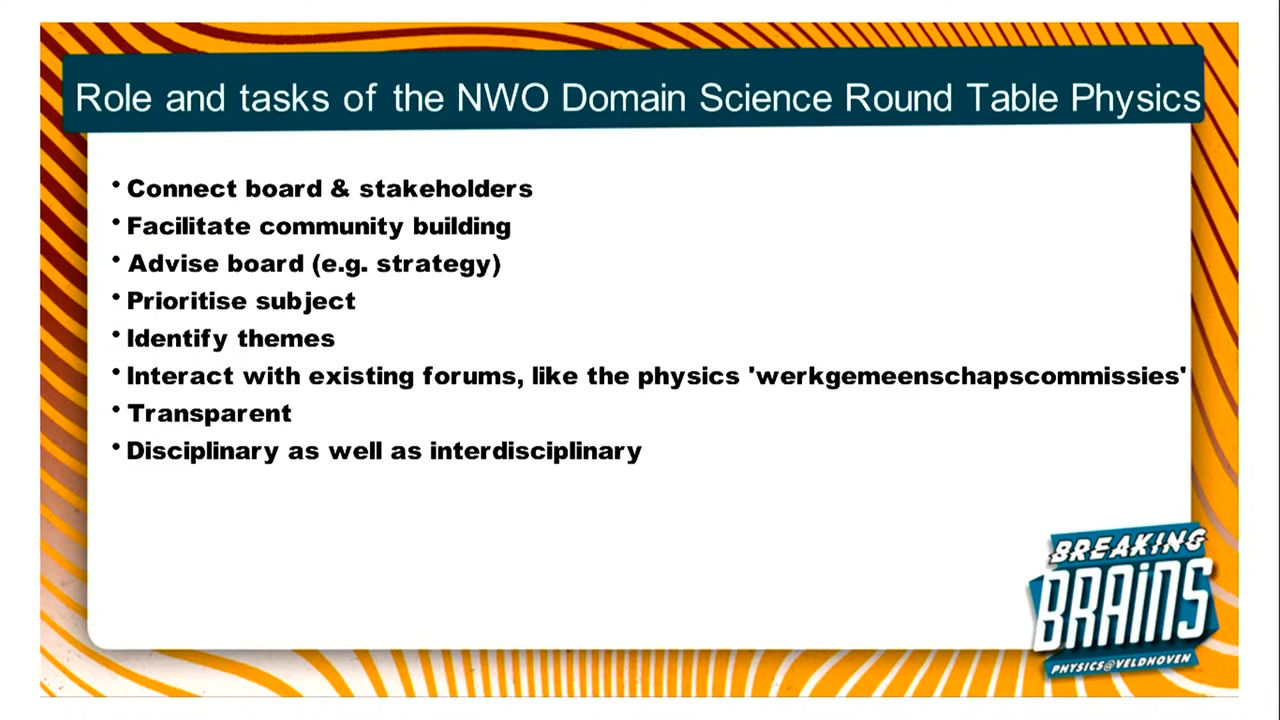 Role and tasks of the NWO Domain Science Round Table Physics
• Connect board & stakeholders
• Facilitate community building
• Advise board (e.g. strategy)
• Prioritise subject
• Identify themes
• Interact with existing forums, like the physics 'werkgemeenschapscommissies'
• Transparent
• Disciplinary as well as interdisciplinary
BREAKING
BRAINS
PHYSICS@VELDHOVEN